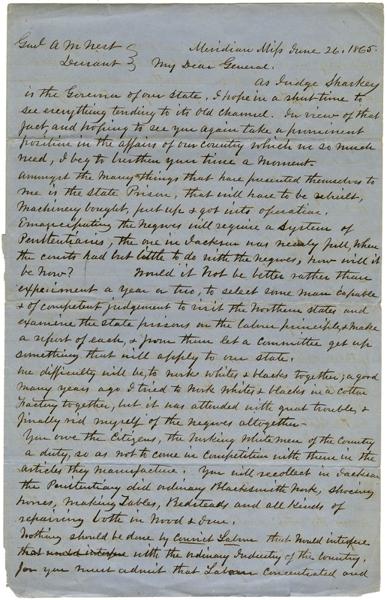 Genl A M West Meridian Miss June 26, 1865.
Durant My Dear General.
As Judge Sharkey
is the Governor of our State, I hope in a short time to
see everything tending to its old channel. In view of that
fact, and hoping to see you again take a prominent
position in the affairs of our country which is so much
need, I beg to burthen your time a moment.
Amongst the many things that have presented themselves to
me is the State Prison, that will have to be rebuilt,
Machinery bought, put up & got into operation.
Emancipating the negroes will require a System of
Penitentiaries, the one in Jackson was nearly full, when
the courts had but little to do with the negroes, how will it
be now? Would it not be better rather than
experiment a year or two, to select some man capable
& of competent judgement to visit the Northern states and
examine the State prisons on the labour principle, & make
a report of each, & from them let a Committee get up
something that will apply to our state.
One difficulty will be, to work whites & blacks together; a good
many years ago I tried to work whites & blacks in a cotton
factory together, but it was attended with great trouble, &
finally rid myself of the negroes altogether—
You owe the Citizens, the working white men of the country
a duty, so as not to come in competition with them in the
articles they manufacture. You will recollect in Jackson
the Penitentiary did ordinary Blacksmith work, shoeing
horses, making Tables, Bedsteads and all kinds of
repairing both in Wood & Iron.
Nothing should be done by Convict Labour that would interfere
that would interfere with the ordinary Industry of the country.
For you must admit that Labour concentrated and